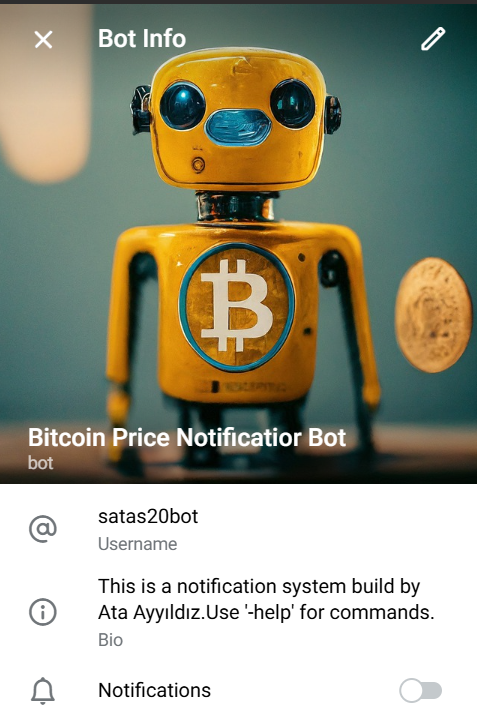 Bot Info
Bitcoin Price Notificatior Bot
bot
satas20bot
Username
This is a notification system build by
Ata Ayyıldız.Use '-help' for commands.
Bio
Notifications